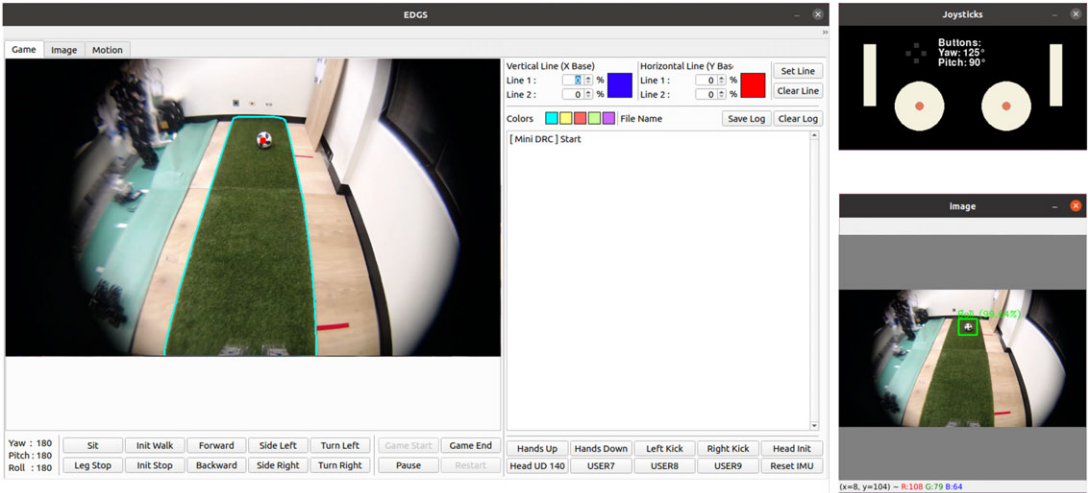 EDGS
Game Image Motion
Vertical Line (X Base) Horizontal Line (Y Bas
Line 1 : 0 % Line 1 : 0 % Set Line
Line 2 : 0 % Line 2 : 0 % Clear Line
Colors File Name Save Log Clear Log
[ Mini DRC ] Start
Yaw : 180
Pitch : 180
Roll : 180
Sit Init Walk Forward Side Left Turn Left Game Start Game End
Leg Stop Init Stop Backward Side Right Turn Right Pause Restart
Hands Up Hands Down Left Kick Right Kick Head Init
Head UD 140 USER7 USER8 USER9 Reset IMU
Joysticks
Buttons:
Yaw: 125°
Pitch: 90°
image
(x=8, y=104) ~ R:108 G:79 B:64